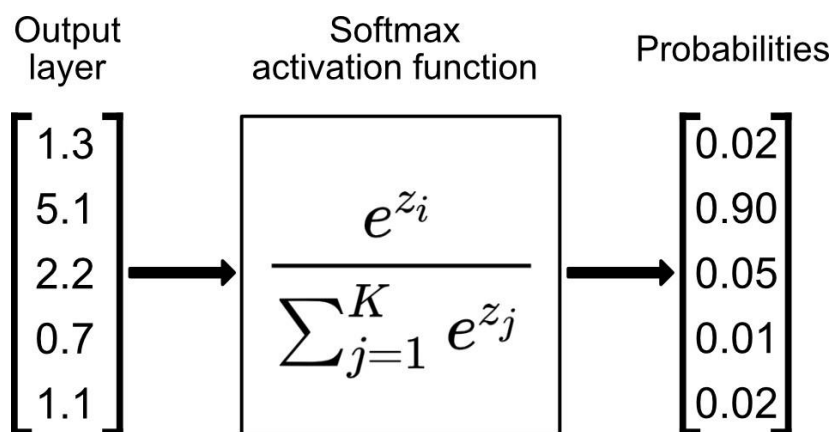 Output
layer
Softmax
activation function
Probabilities
1.3
5.1
2.2
0.7
1.1
e^{z_i}
\sum_{j=1}^{K} e^{z_j}
0.02
0.90
0.05
0.01
0.02